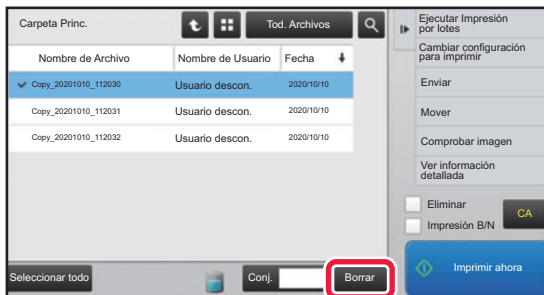 Carpeta Princ.
Tod. Archivos
Nombre de Archivo
Nombre de Usuario
Fecha
Copy_20201010_112030
Usuario descon.
2020/10/10
Copy_20201010_112031
Usuario descon.
2020/10/10
Copy_20201010_112032
Usuario descon.
2020/10/10
Seleccionar todo
Conj.
Borrar
Ejecutar Impresión
por lotes
Cambiar configuración
para imprimir
Enviar
Mover
Comprobar imagen
Ver información
detallada
Eliminar
Impresión B/N
CA
Imprimir ahora